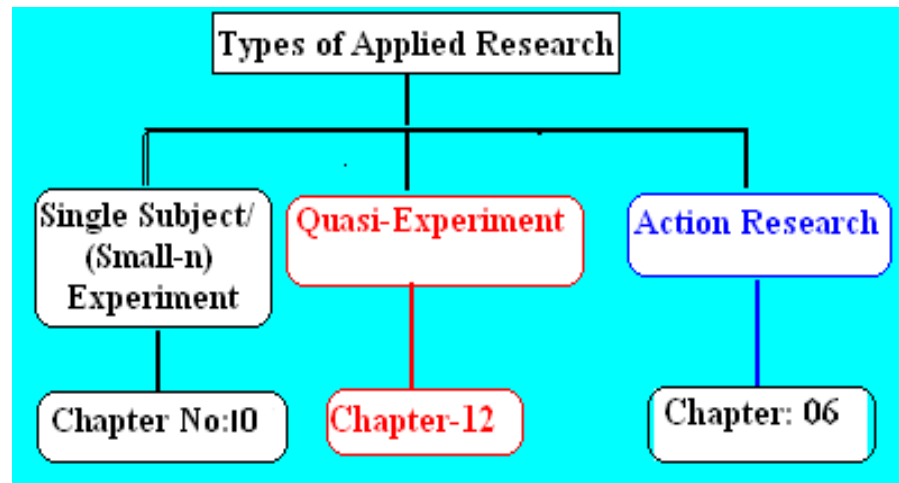 Types of Applied Research
Single Subject/
(Small-n)
Experiment
Quasi-Experiment
Action Research
Chapter No:10
Chapter-12
Chapter: 06